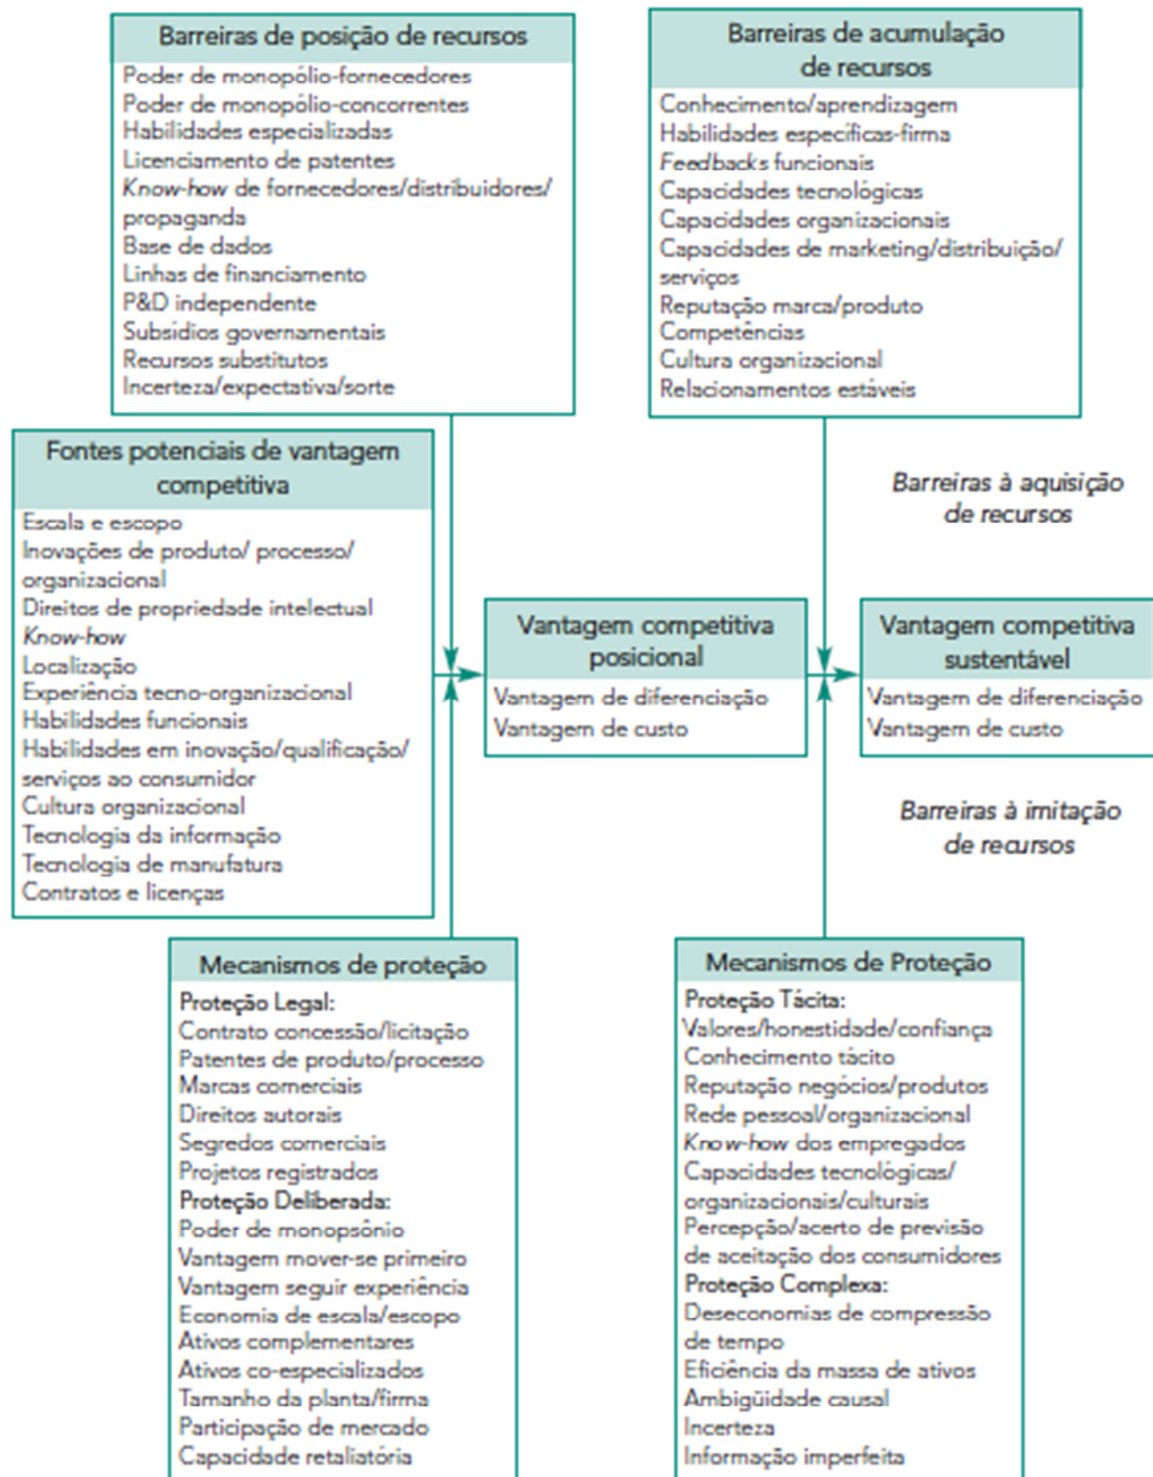 Barreiras de posição de recursos
Poder de monopólio-fornecedores
Poder de monopólio-concorrentes
Habilidades especializadas
Licenciamento de patentes
Know-how de fornecedores/distribuidores/
propaganda
Base de dados
Linhas de financiamento
P&D independente
Subsídios governamentais
Recursos substitutos
Incerteza/expectativa/sorte
Barreiras de acumulação
de recursos
Conhecimento/aprendizagem
Habilidades específicas-firma
Feedbacks funcionais
Capacidades tecnológicas
Capacidades organizacionais
Capacidades de marketing/distribuição/
serviços
Reputação marca/produto
Competências
Cultura organizacional
Relacionamentos estáveis
Fontes potenciais de vantagem
competitiva
Escala e escopo
Inovações de produto/ processo/
organizacional
Direitos de propriedade intelectual
Know-how
Localização
Experiência tecno-organizacional
Habilidades funcionais
Habilidades em inovação/qualificação/
serviços ao consumidor
Cultura organizacional
Tecnologia da informação
Tecnologia de manufatura
Contratos e licenças
Barreiras à aquisição
de recursos
Vantagem competitiva
posicional
Vantagem de diferenciação
Vantagem de custo
Vantagem competitiva
sustentável
Vantagem de diferenciação
Vantagem de custo
Barreiras à imitação
de recursos
Mecanismos de proteção
Proteção Legal:
Contrato concessão/licitação
Patentes de produto/processo
Marcas comerciais
Direitos autorais
Segredos comerciais
Projetos registrados
Proteção Deliberada:
Poder de monopsônio
Vantagem mover-se primeiro
Vantagem seguir experiência
Economia de escala/escopo
Ativos complementares
Ativos co-especializados
Tamanho da planta/firma
Participação de mercado
Capacidade retaliatória
Mecanismos de Proteção
Proteção Tácita:
Valores/honestidade/confiança
Conhecimento tácito
Reputação negócios/produtos
Rede pessoal/organizacional
Know-how dos empregados
Capacidades tecnológicas/
organizacionais/culturais
Percepção/acerto de previsão
de aceitação dos consumidores
Proteção Complexa:
Deseconomias de compressão
de tempo
Eficiência da massa de ativos
Ambigüidade causal
Incerteza
Informação imperfeita